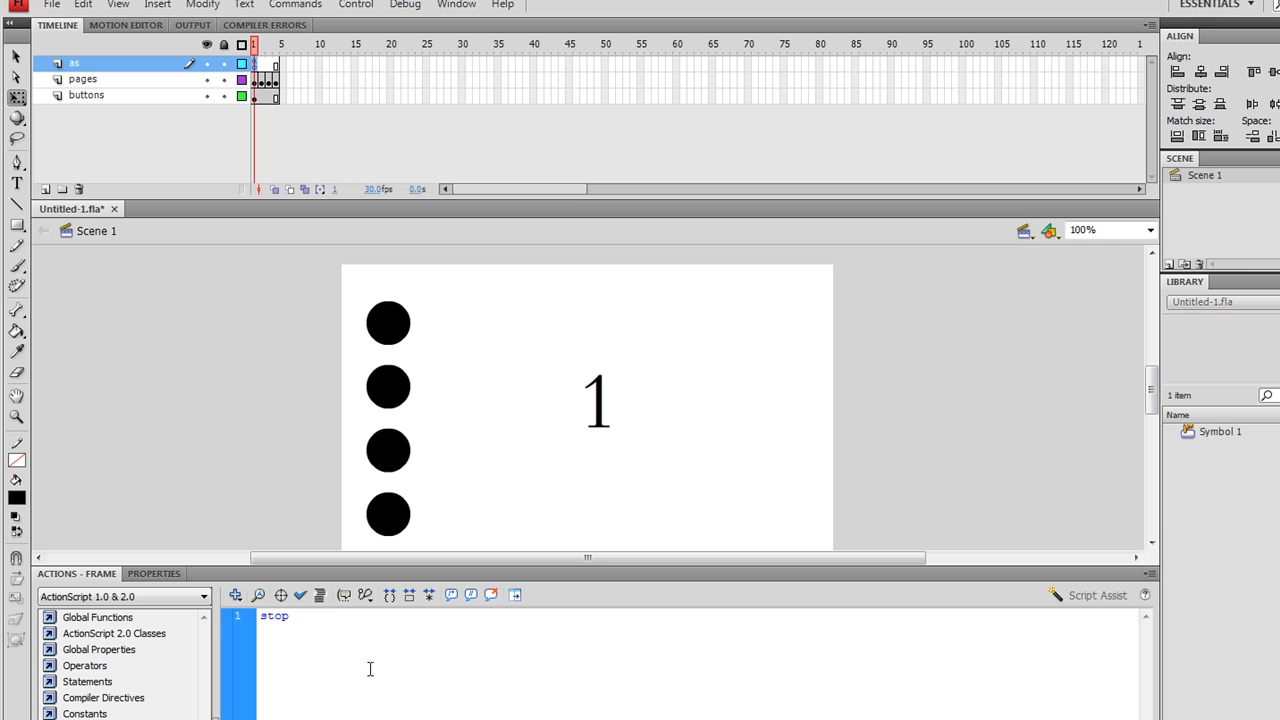 Fl File Edit View Insert Modify Text Commands Control Debug Window Help ESSENTIALS
TIMELINE MOTION EDITOR OUTPUT COMPILER ERRORS
1 5 10 15 20 25 30 35 40 45 50 55 60 65 70 75 80 85 90 95 100 105 110 115 120 1
as
pages
buttons
1 30.0fps 0.0s
ALIGN
Align:
Distribute:
Match size: Space:
SCENE
Scene 1
Untitled-1.fla*
Scene 1
100%
LIBRARY
Untitled-1.fla
1 item
Name
Symbol 1
1
ACTIONS - FRAME PROPERTIES
ActionScript 1.0 & 2.0
Script Assist
Global Functions
ActionScript 2.0 Classes
Global Properties
Operators
Statements
Compiler Directives
Constants
1 stop